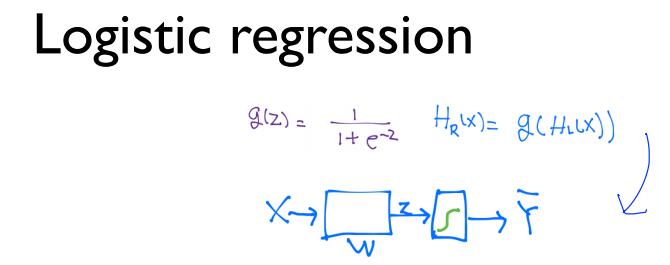 Logistic regression
g(z) = 1 / 1 + e^-z   H_R(X) = g(H_L(X))
X → z → Ȳ
W